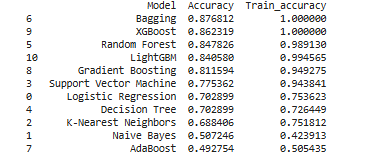 Model Accuracy Train_accuracy
6 Bagging 0.876812 1.000000
9 XGBoost 0.862319 1.000000
5 Random Forest 0.847826 0.989130
10 LightGBM 0.840580 0.994565
8 Gradient Boosting 0.811594 0.949275
3 Support Vector Machine 0.775362 0.943841
0 Logistic Regression 0.702899 0.753623
4 Decision Tree 0.702899 0.726449
2 K-Nearest Neighbors 0.688406 0.751812
1 Naive Bayes 0.507246 0.423913
7 AdaBoost 0.492754 0.505435